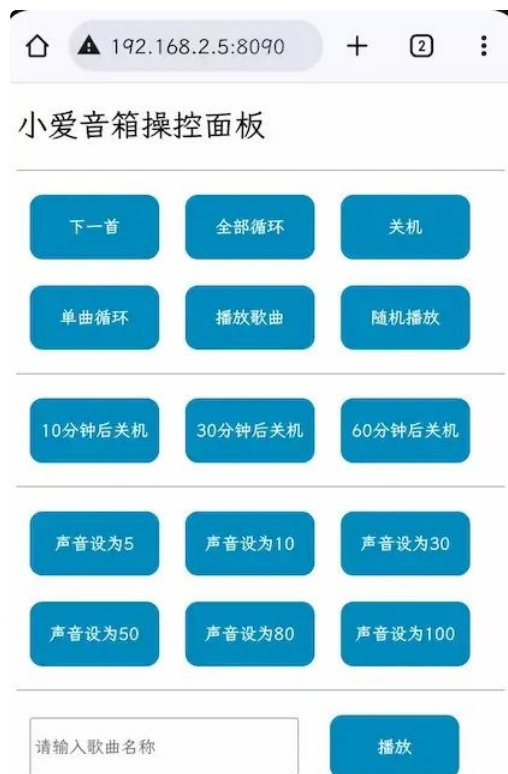 192.168.2.5:8090
2
小爱音箱操控面板
下一首 全部循环 关机
单曲循环 播放歌曲 随机播放
10分钟后关机 30分钟后关机 60分钟后关机
声音设为5 声音设为10 声音设为30
声音设为50 声音设为80 声音设为100
请输入歌曲名称 播放